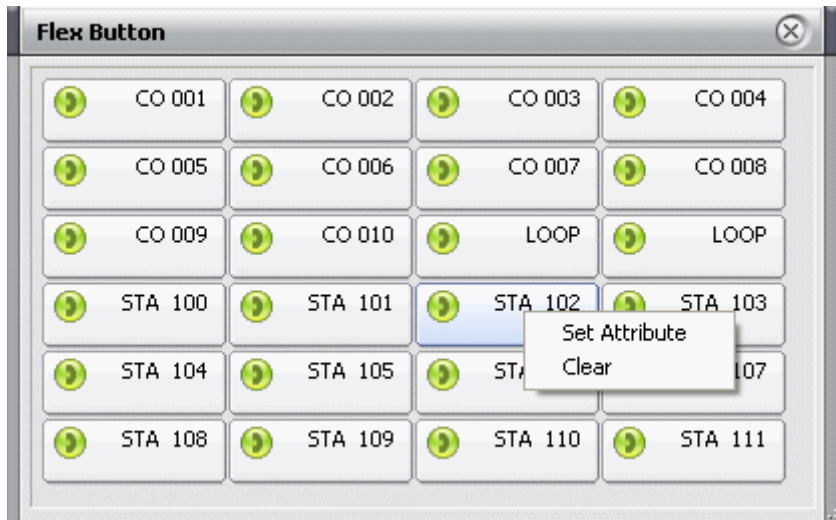 Flex Button
CO 001 CO 002 CO 003 CO 004
CO 005 CO 006 CO 007 CO 008
CO 009 CO 010 LOOP LOOP
STA 100 STA 101 STA 102 STA 103
Set Attribute
Clear
STA 104 STA 105 107
STA 108 STA 109 STA 110 STA 111